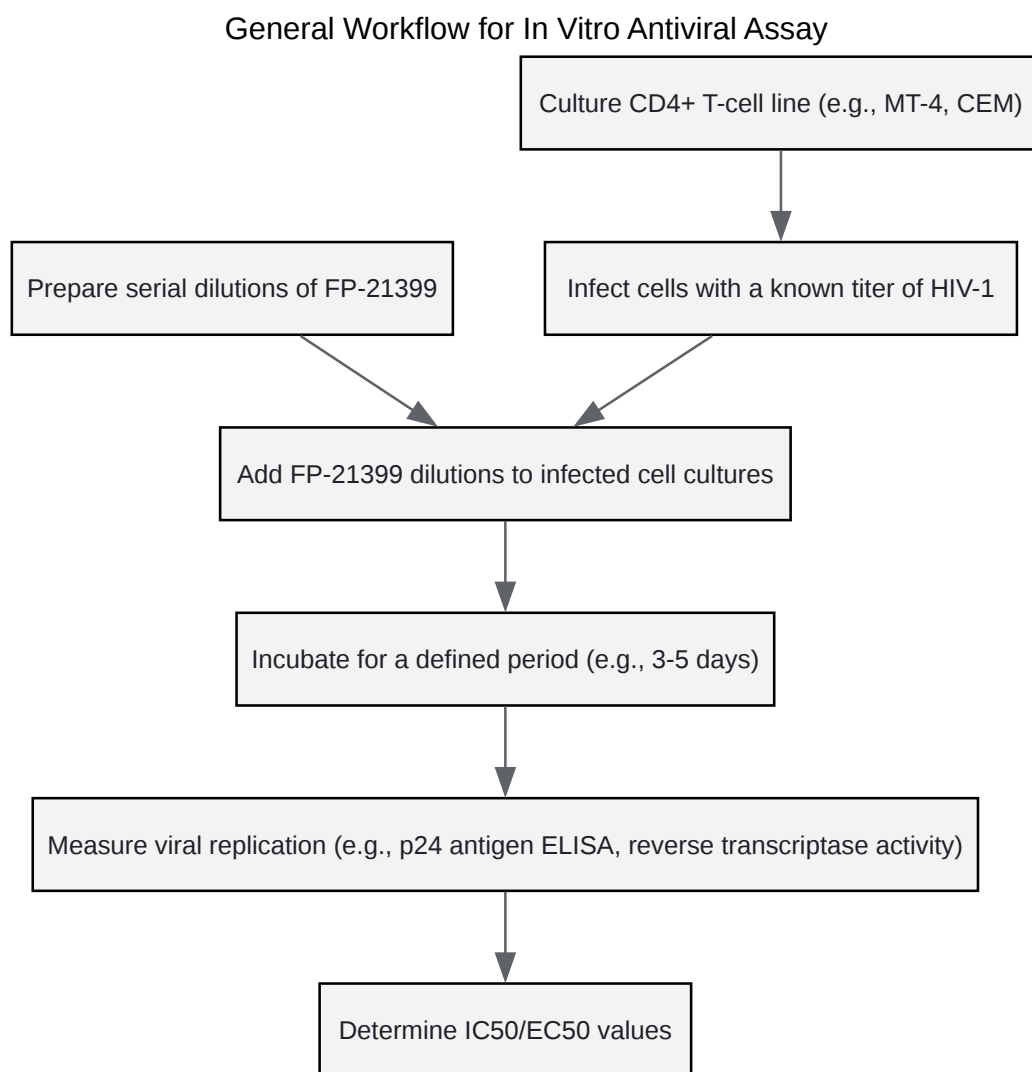 General Workflow for In Vitro Antiviral Assay
Culture CD4+ T-cell line (e.g., MT-4, CEM)
Prepare serial dilutions of FP-21399
Infect cells with a known titer of HIV-1
Add FP-21399 dilutions to infected cell cultures
Incubate for a defined period (e.g., 3-5 days)
Measure viral replication (e.g., p24 antigen ELISA, reverse transcriptase activity)
Determine IC50/EC50 values